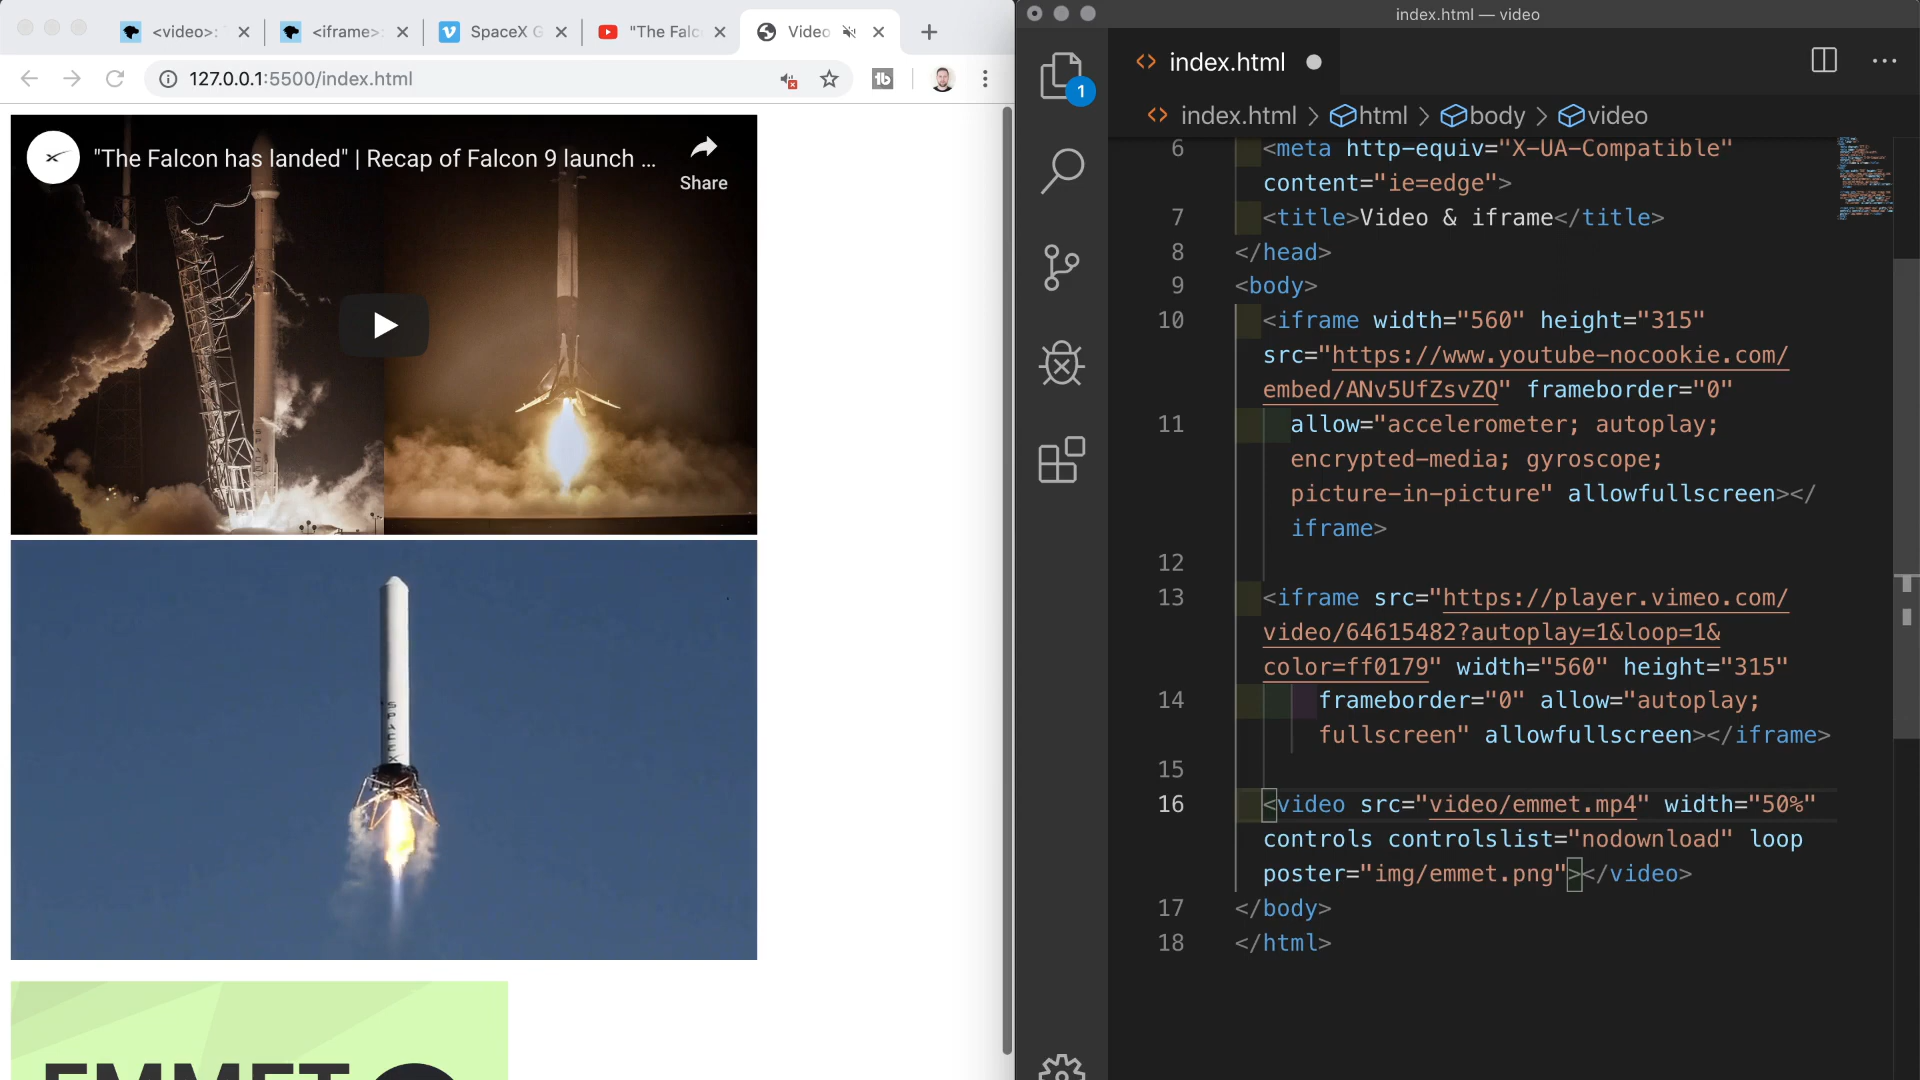 <video>:
<iframe>:
SpaceX G
"The Falc
Video
127.0.0.1:5500/index.html
"The Falcon has landed" | Recap of Falcon 9 launch ...
Share
SPACEX
EMMET
index.html — video
index.html
1
index.html > html > body > video
6 <meta http-equiv="X-UA-Compatible"
content="ie=edge">
7 <title>Video & iframe</title>
8 </head>
9 <body>
10 <iframe width="560" height="315"
src="https://www.youtube-nocookie.com/
embed/ANv5UfZsvZQ" frameborder="0"
11 allow="accelerometer; autoplay;
encrypted-media; gyroscope;
picture-in-picture" allowfullscreen></
iframe>
12
13 <iframe src="https://player.vimeo.com/
video/64615482?autoplay=1&loop=1&
color=ff0179" width="560" height="315"
14 frameborder="0" allow="autoplay;
fullscreen" allowfullscreen></iframe>
15
16 <video src="video/emmet.mp4" width="50%"
controls controlslist="nodownload" loop
poster="img/emmet.png"></video>
17 </body>
18 </html>